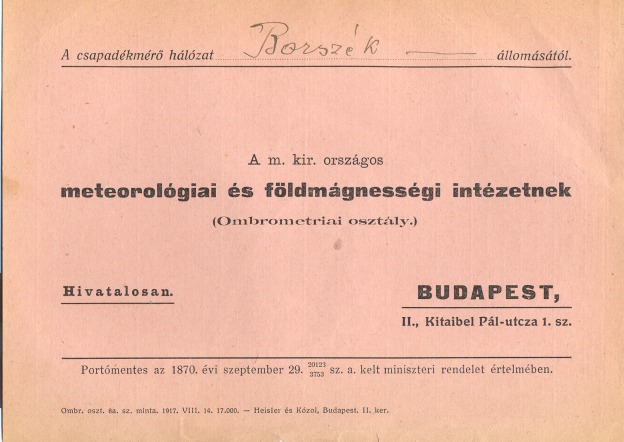 A csapadékmérő hálózat Borszék állomásától.
A m. kir. országos
meteorológiai és földmágnességi intézetnek
(Ombrometriai osztály.)
Hivatalosan.
BUDAPEST,
II., Kitaibel Pál-utcza 1. sz.
Portómentes az 1870. évi szeptember 29. 20123/3753 sz. a. kelt miniszteri rendelet értelmében.
Ombr. oszt. 6a. sz. minta. 1917. VIII. 14. 17.000. — Heisler és Kózol, Budapest. II. ker.